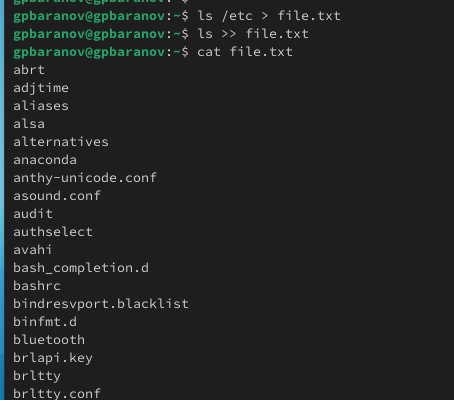 gpbaranov@gpbaranov:~$ ls /etc > file.txt
gpbaranov@gpbaranov:~$ ls >> file.txt
gpbaranov@gpbaranov:~$ cat file.txt
abrt
adjtime
aliases
alsa
alternatives
anaconda
anthy-unicode.conf
asound.conf
audit
authselect
avahi
bash_completion.d
bashrc
bindresvport.blacklist
binfmt.d
bluetooth
brlapi.key
brltty
brltty.conf